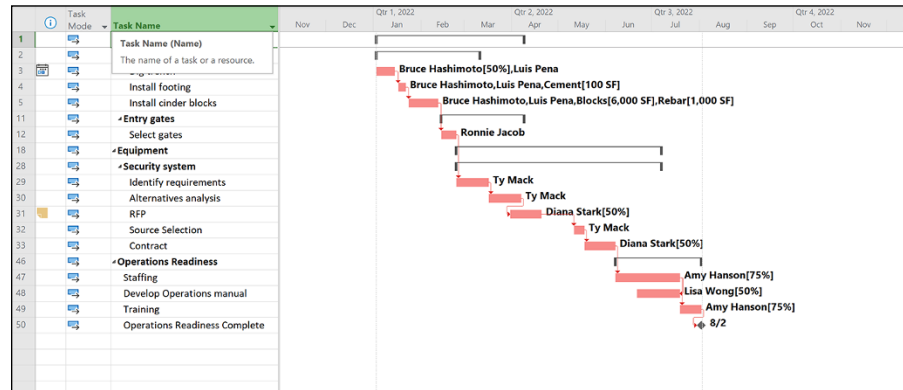 Qtr 1, 2022 Qtr 2, 2022 Qtr 3, 2022 Qtr 4, 2022
Task Mode Task Name Nov Dec Jan Feb Mar Apr May Jun Jul Aug Sep Oct Nov
1
Task Name (Name)
2
The name of a task or a resource.
3 Bruce Hashimoto[50%],Luis Pena
4 Install footing Bruce Hashimoto,Luis Pena,Cement[100 SF]
5 Install cinder blocks Bruce Hashimoto,Luis Pena,Blocks[6,000 SF],Rebar[1,000 SF]
11 Entry gates
12 Select gates Ronnie Jacob
18 Equipment
28 Security system
29 Identify requirements Ty Mack
30 Alternatives analysis Ty Mack
31 RFP Diana Stark[50%]
32 Source Selection Ty Mack
33 Contract Diana Stark[50%]
46 Operations Readiness
47 Staffing Amy Hanson[75%]
48 Develop Operations manual Lisa Wong[50%]
49 Training Amy Hanson[75%]
50 Operations Readiness Complete 8/2